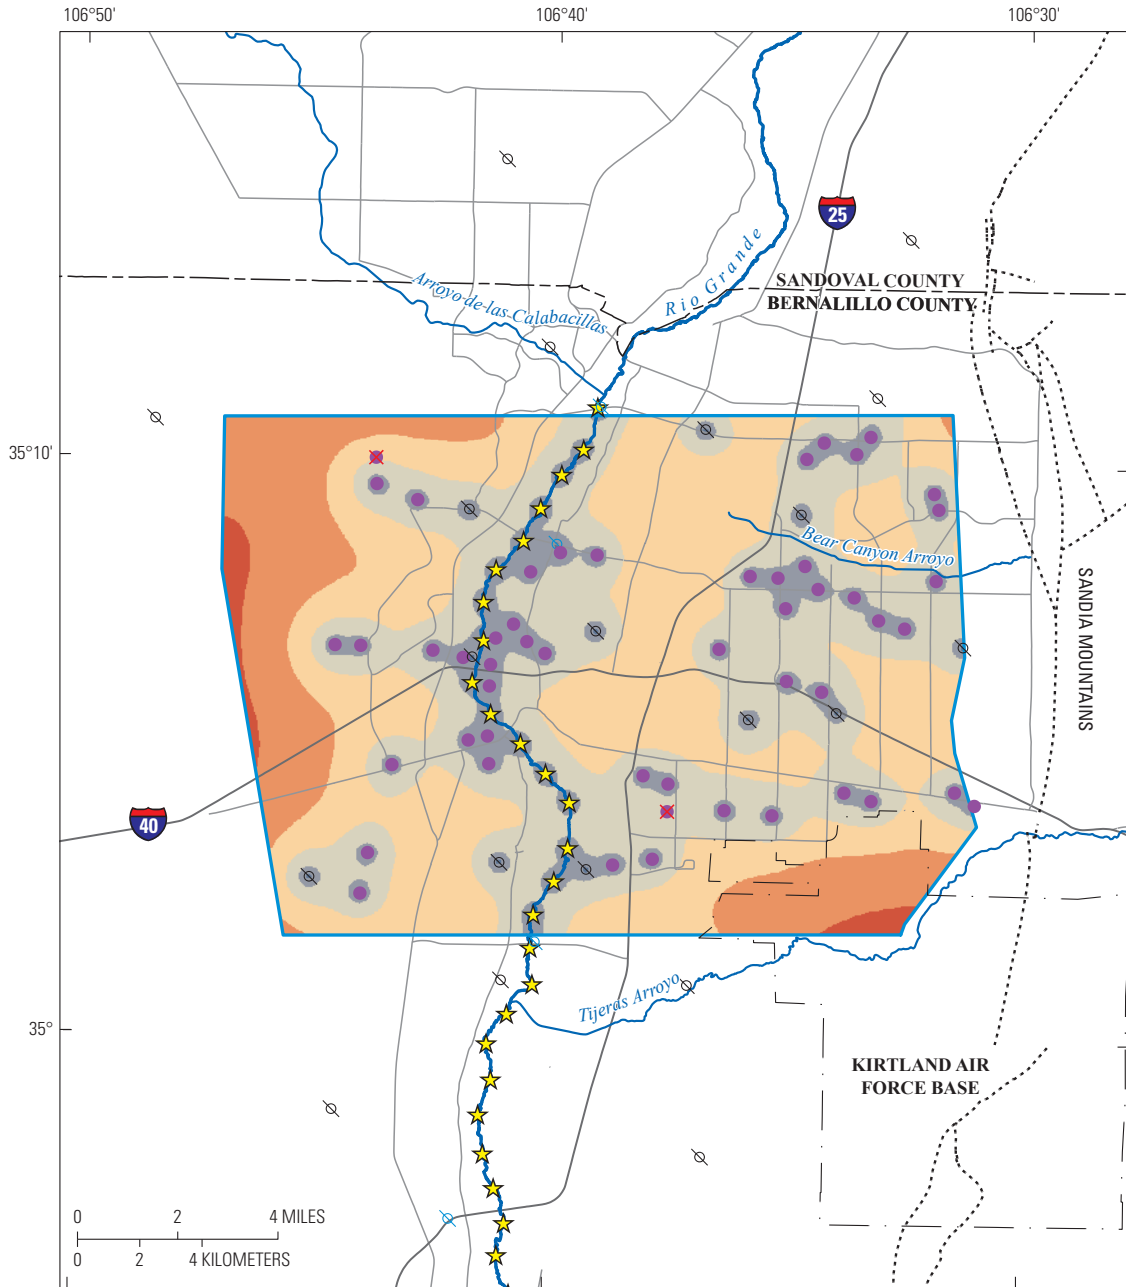 106°50'
106°40'
106°30'
25
Rio Grande
SANDOVAL COUNTY
BERNALILLO COUNTY
Arroyo-de-las-Calabacillas
35°10'
Bear Canyon Arroyo
SANDIA MOUNTAINS
40
Tijeras Arroyo
35°
KIRTLAND AIR
FORCE BASE
0 2 4 MILES
0 2 4 KILOMETERS